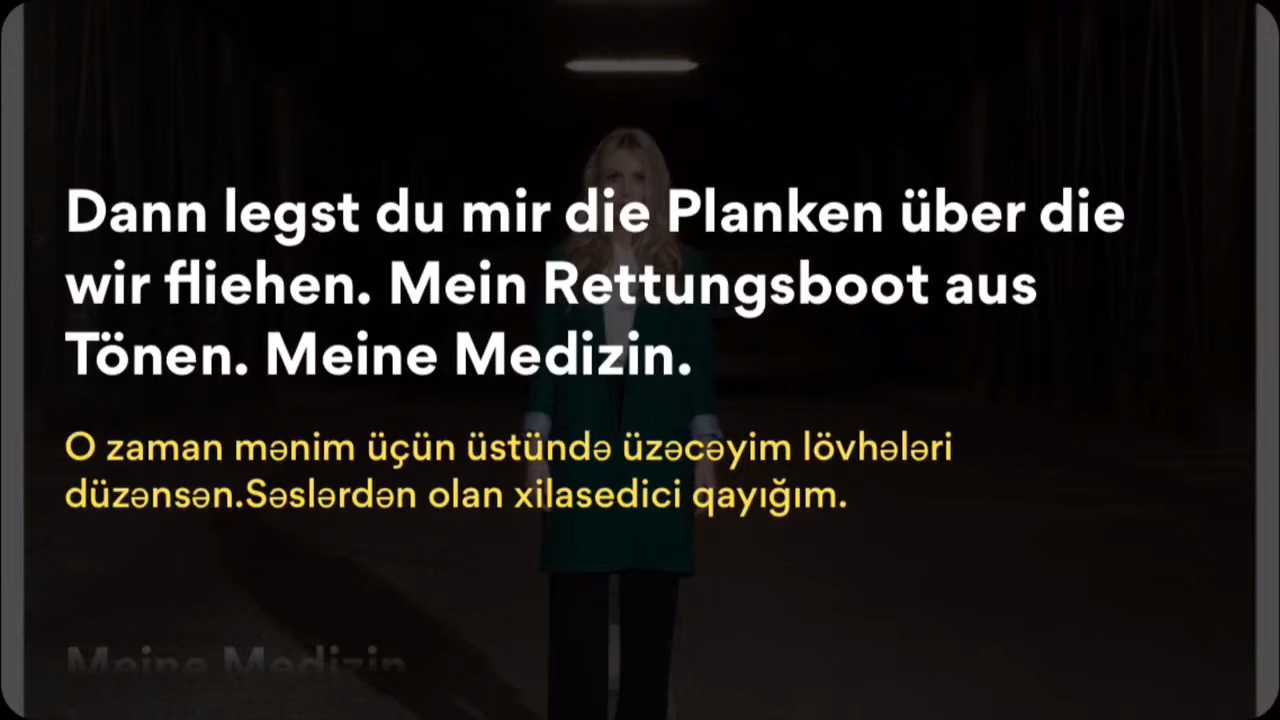 Dann legst du mir die Planken über die
wir fliehen. Mein Rettungsboot aus
Tönen. Meine Medizin.
O zaman mənim üçün üstündə üzəcəyim lövhələri
düzənsən.Səslərdən olan xilasedici qayığım.
Meine Medizin